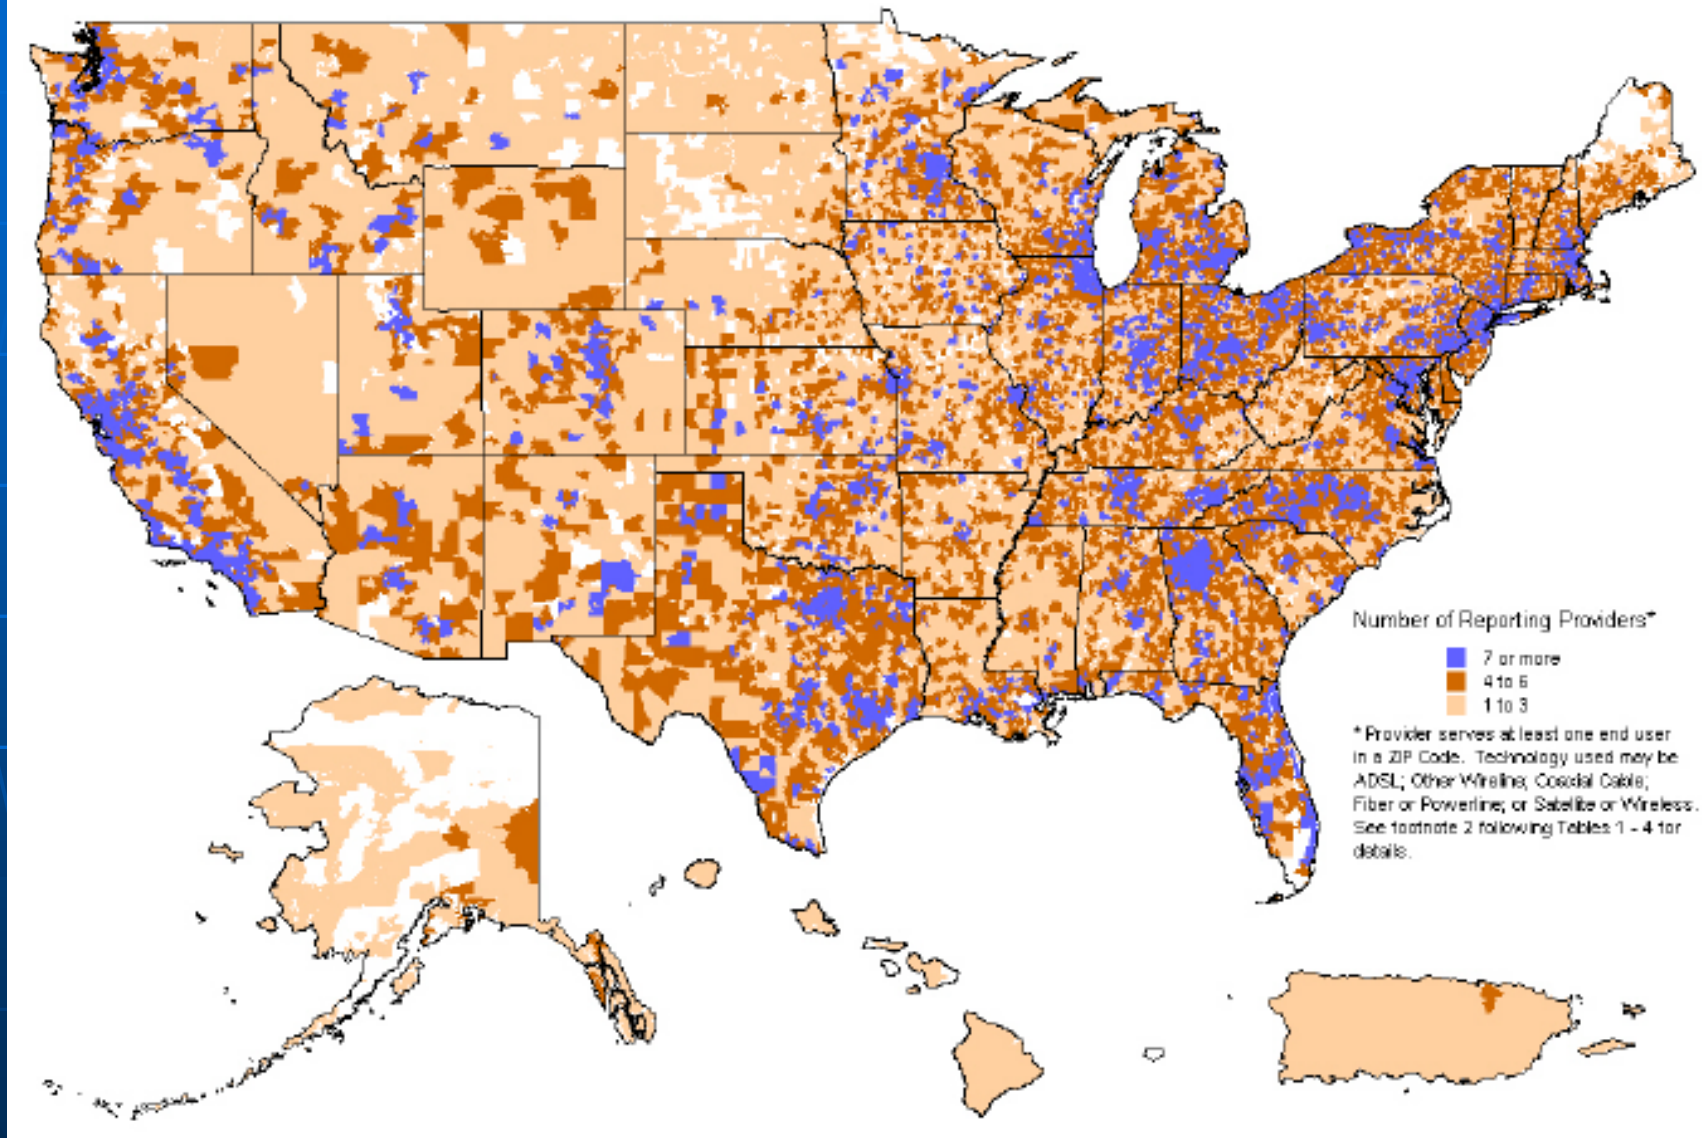 Number of Reporting Providers*
7 or more
4 to 6
1 to 3
* Provider serves at least one end user
in a ZIP Code. Technology used may be
ADSL; Other Wireline; Coaxial Cable;
Fiber or Powerline; or Satellite or Wireless.
See footnote 2 following Tables 1 - 4 for
details.